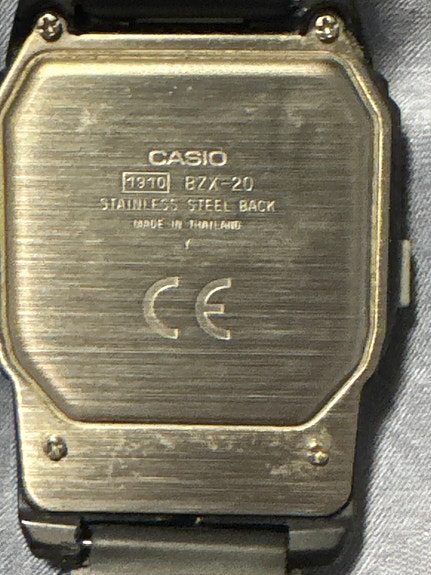 CASIO
1910 BZX-20
STAINLESS STEEL BACK
MADE IN THAILAND
Y
CE